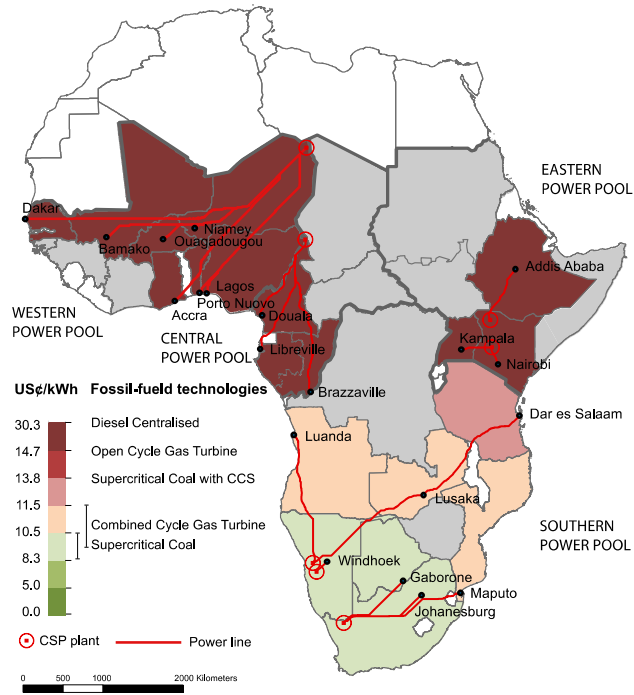 EASTERN
POWER POOL
Dakar
Niamey
Bamako
Ouagadougou
Addis Ababa
WESTERN
POWER POOL
Lagos
Porto Nuovo
Accra
Douala
CENTRAL
POWER POOL
Libreville
Kampala
Nairobi
Brazzaville
Dar es Salaam
US¢/kWh Fossil-fueld technologies
30.3 Diesel Centralised
14.7 Open Cycle Gas Turbine
13.8 Supercritical Coal with CCS
11.5
Combined Cycle Gas Turbine
10.5
Supercritical Coal
8.3
5.0
0.0
Luanda
Lusaka
SOUTHERN
POWER POOL
Windhoek
Gaborone
Maputo
Johanesburg
CSP plant Power line
0 500 1000 2000 Kilometers